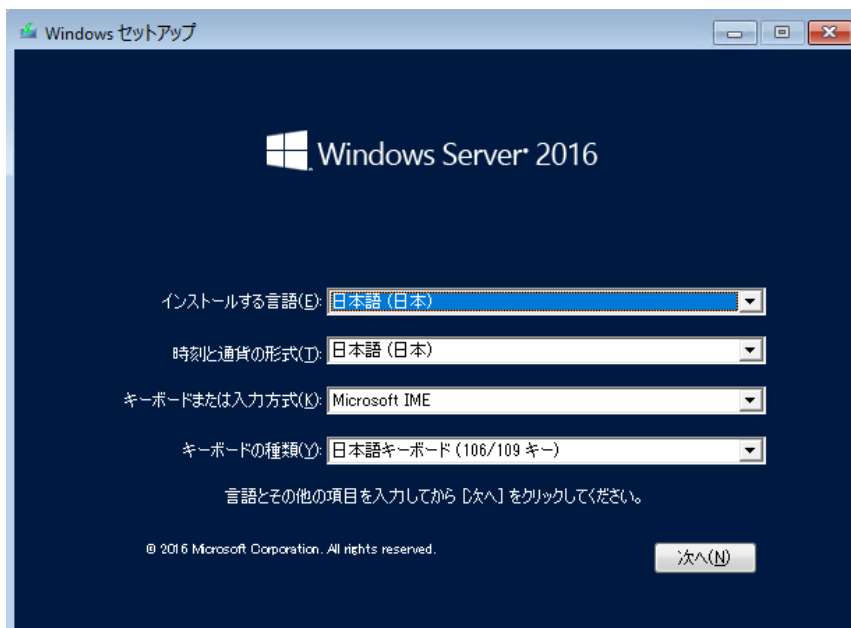 Windows セットアップ
Windows Server 2016
インストールする言語(E): 日本語 (日本)
時刻と通貨の形式(T): 日本語 (日本)
キーボードまたは入力方式(K): Microsoft IME
キーボードの種類(Y): 日本語キーボード (106/109 キー)
言語とその他の項目を入力してから [次へ] をクリックしてください。
© 2016 Microsoft Corporation. All rights reserved.
次へ(N)